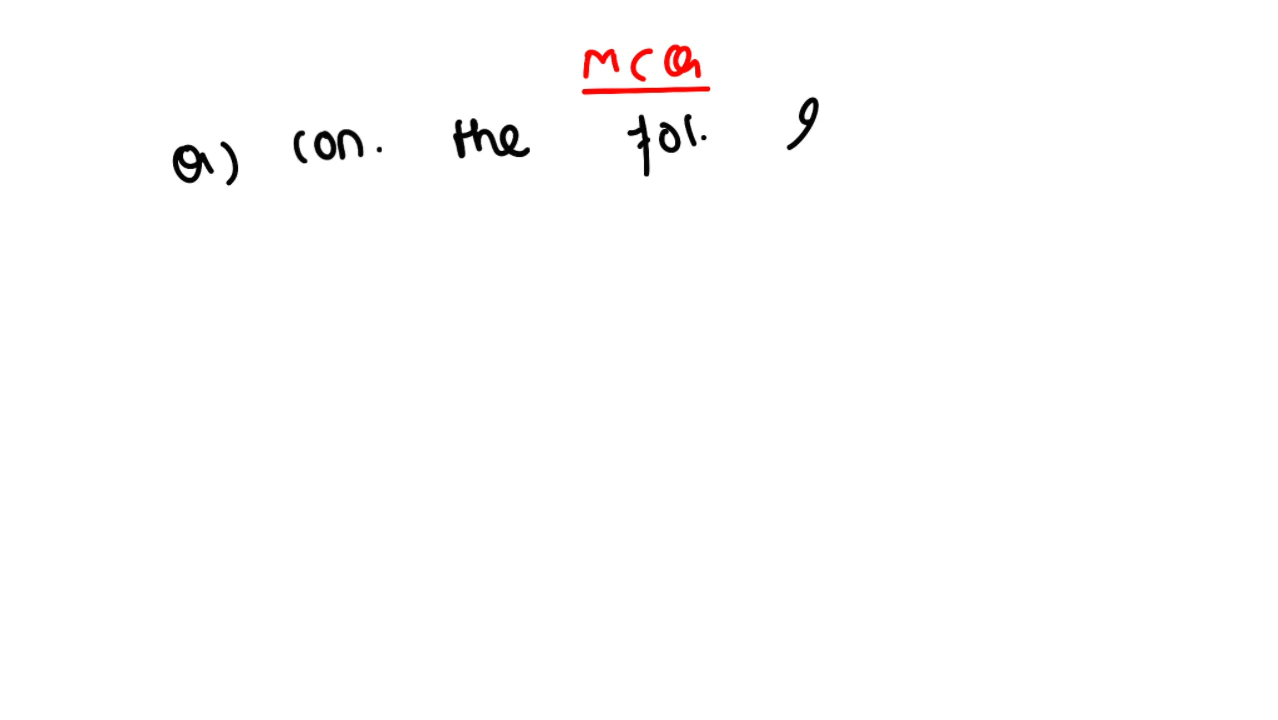 MCQ
Q) Con. the fol.